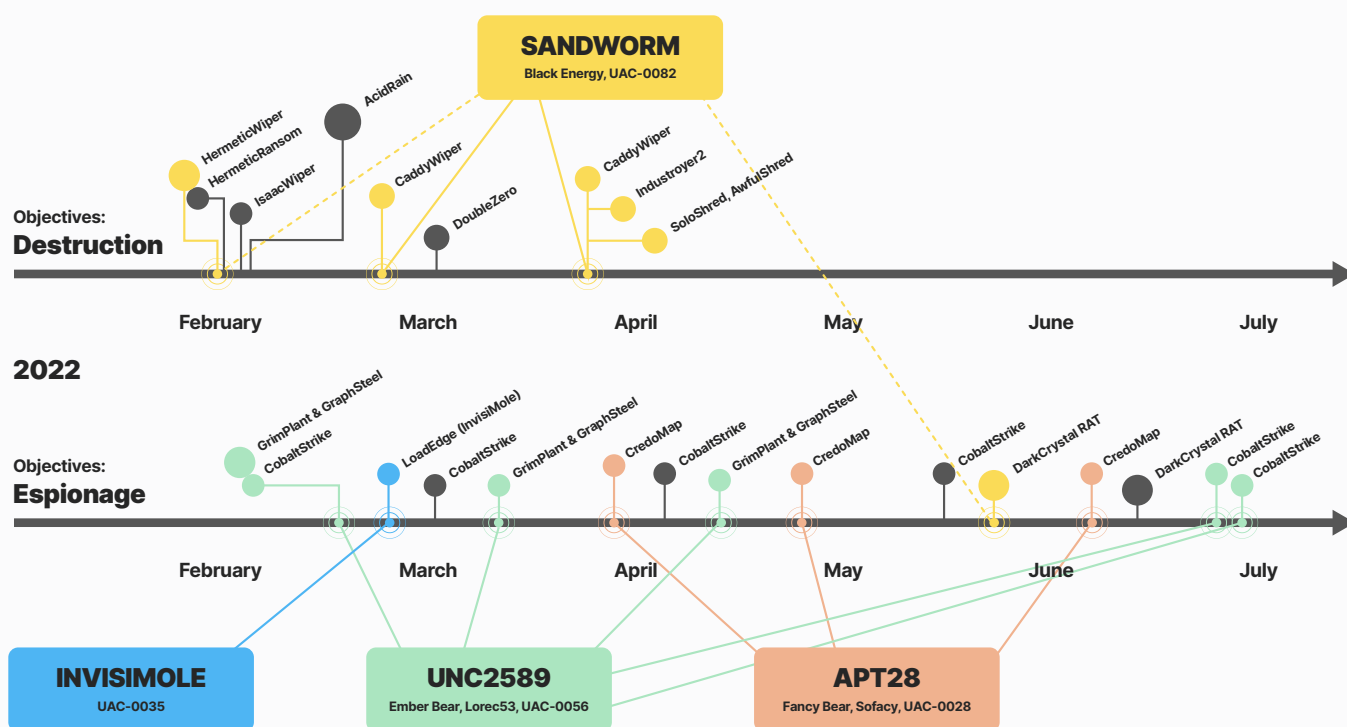 SANDWORM
Black Energy, UAC-0082
HermeticWiper
HermeticRansom
IsaacWiper
AcidRain
CaddyWiper
DoubleZero
CaddyWiper
Industroyer2
SoloShred, AwfulShred
Objectives:
Destruction
February
March
April
May
June
July
2022
GrimPlant & GraphSteel
CobaltStrike
LoadEdge (InvisiMole)
CobaltStrike
GrimPlant & GraphSteel
CredoMap
CobaltStrike
GrimPlant & GraphSteel
CredoMap
CobaltStrike
DarkCrystal RAT
CredoMap
DarkCrystal RAT
CobaltStrike
CobaltStrike
Objectives:
Espionage
February
March
April
May
June
July
INVISIMOLE
UAC-0035
UNC2589
Ember Bear, Lorec53, UAC-0056
APT28
Fancy Bear, Sofacy, UAC-0028